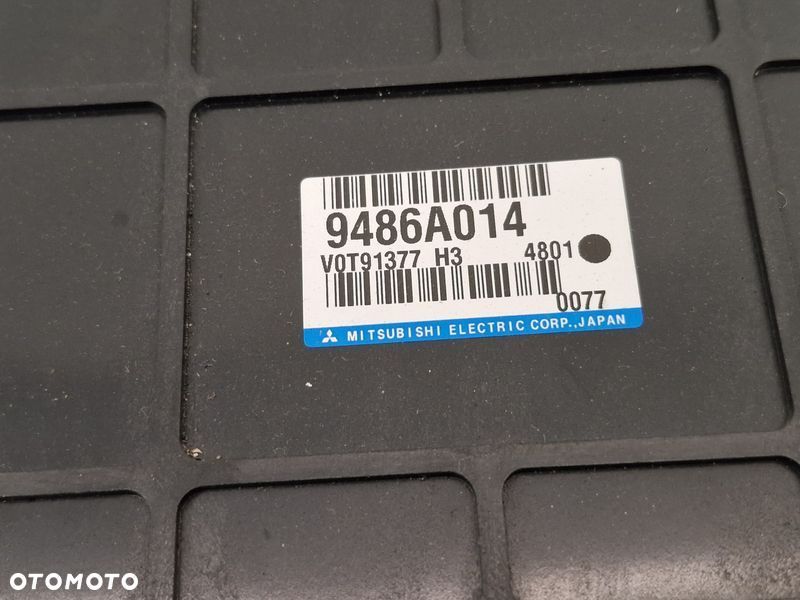 9486A014
V0T91377 H3 4801
0077
MITSUBISHI ELECTRIC CORP.,JAPAN
OTOMOTO